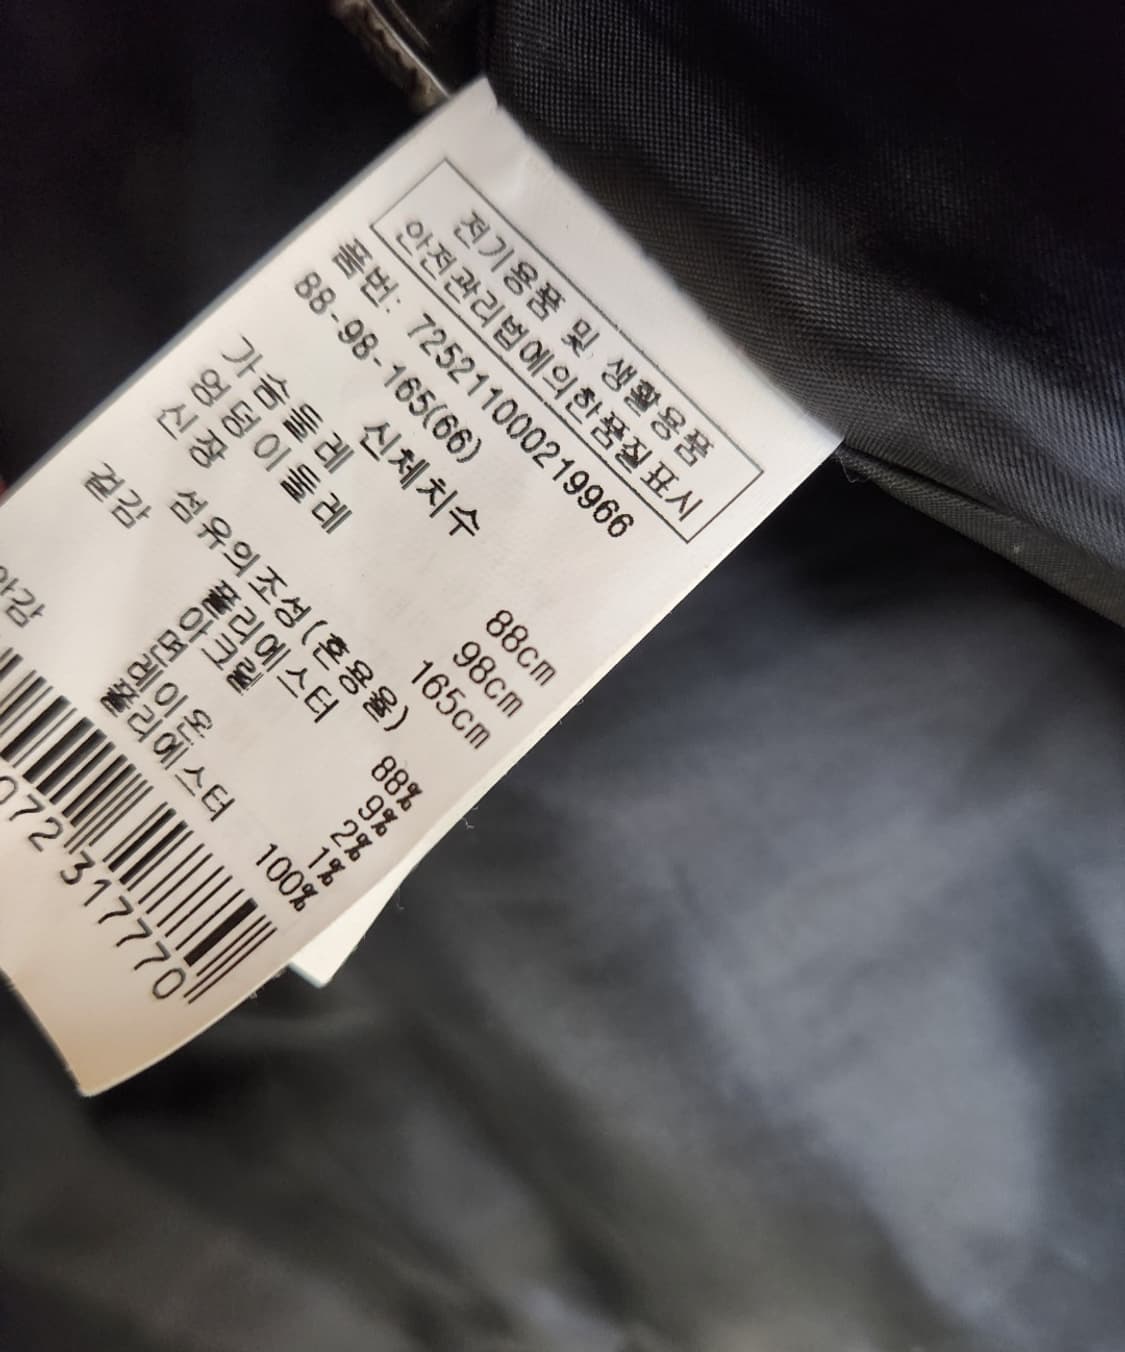 전기용품 및 생활용품
안전관리법에의한품질표시
품번: 725211000219966
88-98-165(66)
신체치수
가슴둘레 88cm
엉덩이둘레 98cm
신장 165cm
섬유의조성(혼용율)
겉감 폴리에스터 88%
아크릴 9%
면 2%
레이온 1%
안감 폴리에스터 100%
072317770